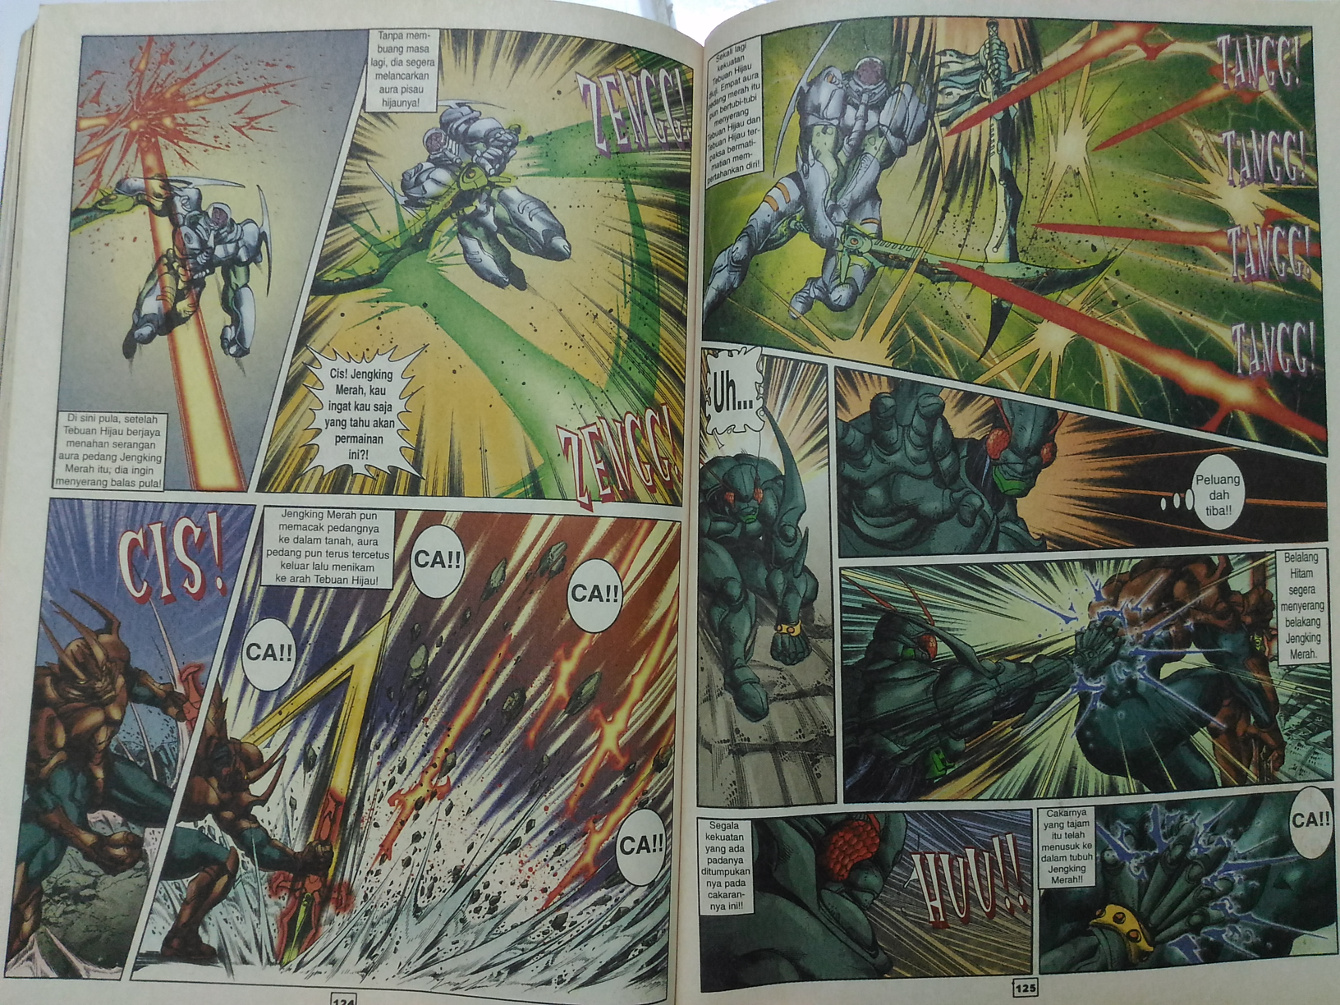 Di sini pula, setelah
Tebuan Hijau berjaya
menahan serangan
aura pedang Jengking
Merah itu, dia ingin
menyerang balas pula!
Tanpa mem-
buang masa
lagi, dia segera
melancarkan
aura pisau
hijaunya!
ZENGG!
Cis! Jengking
Merah, kau
ingat kau saja
yang tahu akan
permainan
ini?!
ZENGG!
CIS!
Jengking Merah pun
memacak pedangnya
ke dalam tanah, aura
pedang pun terus tercetus
keluar lalu menikam
ke arah Tebuan Hijau!
CA!!
CA!!
CA!!
CA!!
124
Sekali lagi
kekuatan
Tebuan Hijau
diuji. Empat aura
pedang merah itu
pun bertubi-tubi
menyerang
Tebuan Hijau dan
Tebuan Hijau ter-
paksa bermati-
matian mem-
pertahankan diri!
TANGG!
TANGG!
TANGG!
TANGG!
Uh...
Peluang
dah
tiba!!
Belalang
Hitam
segera
menyerang
belakang
Jengking
Merah.
Segala
kekuatan
yang ada
padanya
ditumpukan
nya pada
cakaran-
nya ini!!
HUU!!
Cakarnya
yang tajam
itu telah
menusuk ke
dalam tubuh
Jengking
Merah!!
CA!!
125